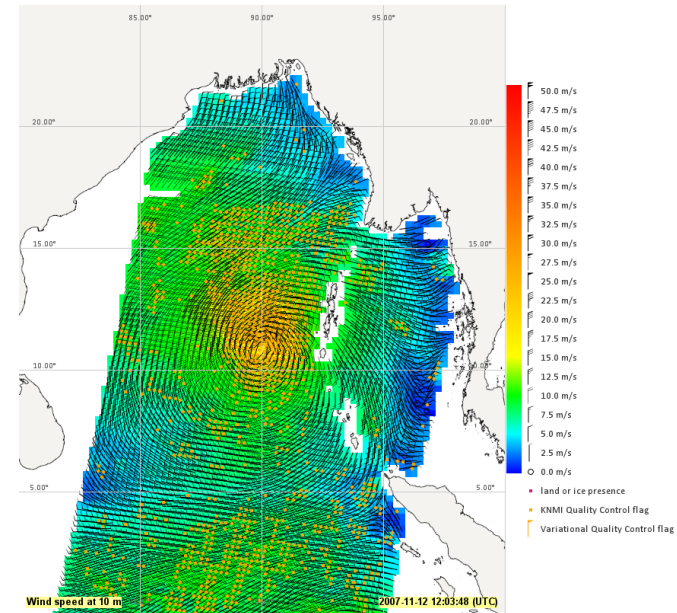 85.00° 90.00° 95.00°
20.00° 20.00°
15.00° 15.00°
10.00° 10.00°
5.00° 5.00°
Wind speed at 10 m 2007-11-12 12:03:48 (UTC)
50.0 m/s
47.5 m/s
45.0 m/s
42.5 m/s
40.0 m/s
37.5 m/s
35.0 m/s
32.5 m/s
30.0 m/s
27.5 m/s
25.0 m/s
22.5 m/s
20.0 m/s
17.5 m/s
15.0 m/s
12.5 m/s
10.0 m/s
7.5 m/s
5.0 m/s
2.5 m/s
0.0 m/s
land or ice presence
KNMI Quality Control flag
Variational Quality Control flag